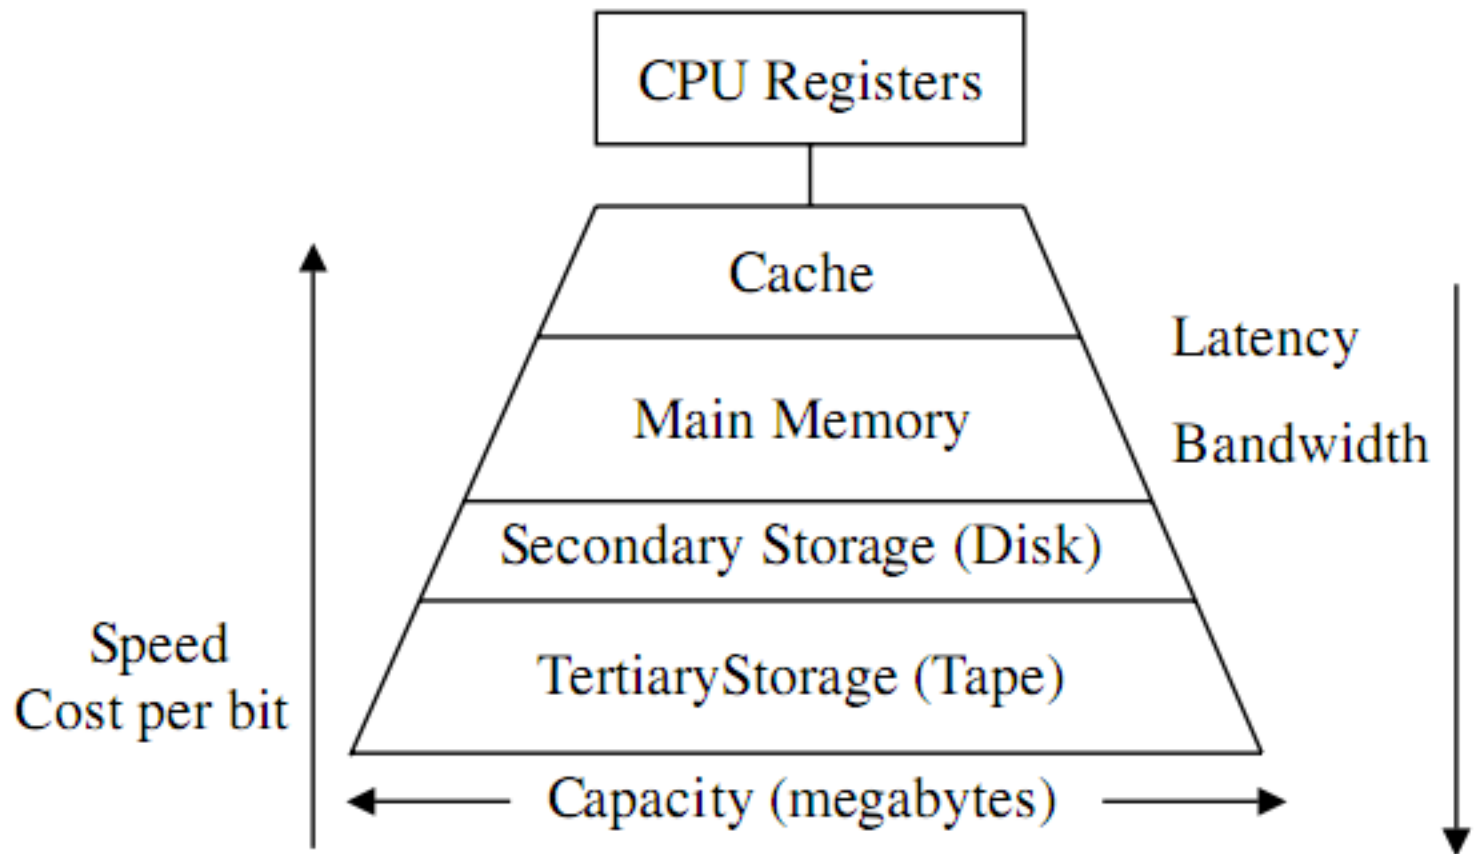 CPU Registers
Cache
Latency
Main Memory
Bandwidth
Secondary Storage (Disk)
Speed
TertiaryStorage (Tape)
Cost per bit
Capacity (megabytes)